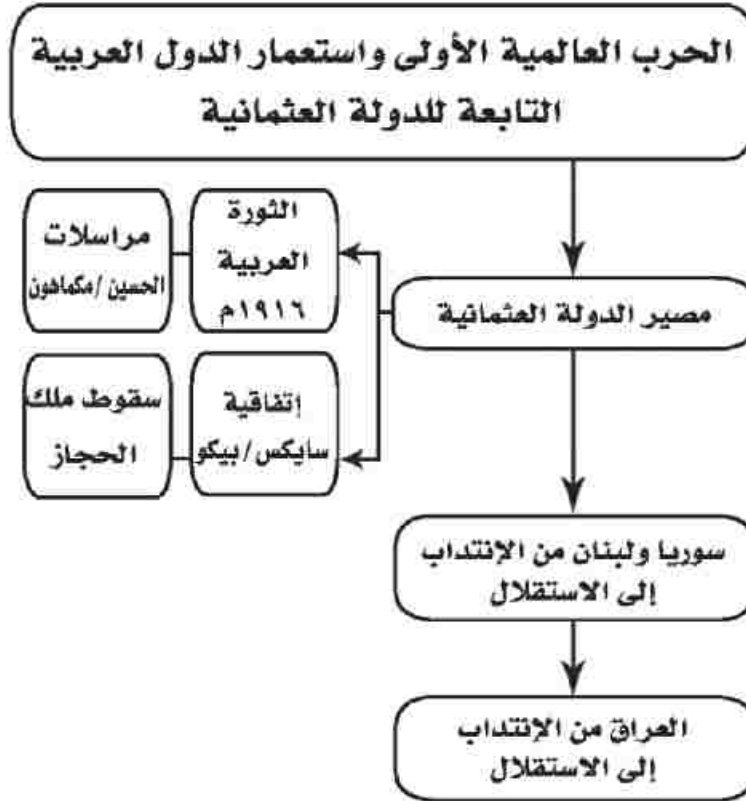 الحرب العالمية الأولى واستعمار الدول العربية
التابعة للدولة العثمانية
مصير الدولة العثمانية
الثورة
العربية
١٩١٦م
مراسلات
الحسين/مكماهون
إتفاقية
سايكس/بيكو
سقوط ملك
الحجاز
سوريا ولبنان من الإنتداب
إلى الاستقلال
العراق من الإنتداب
إلى الاستقلال